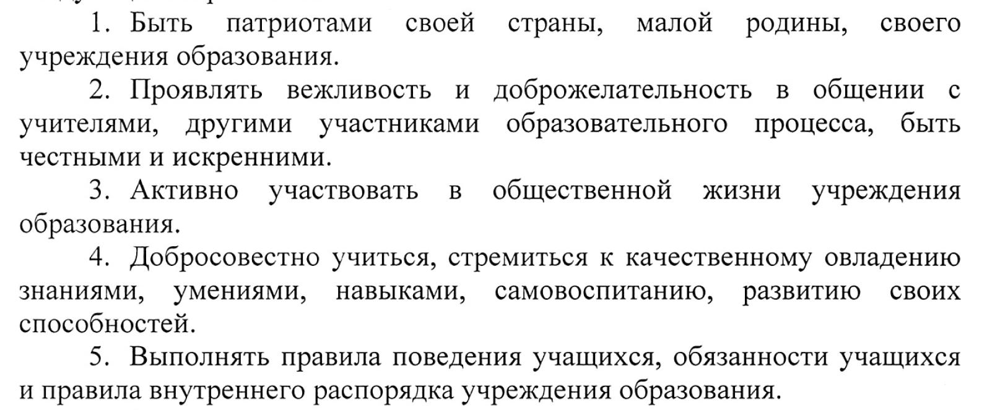 1. Быть патриотами своей страны, малой родины, своего
учреждения образования.
2. Проявлять вежливость и доброжелательность в общении с
учителями, другими участниками образовательного процесса, быть
честными и искренними.
3. Активно участвовать в общественной жизни учреждения
образования.
4. Добросовестно учиться, стремиться к качественному овладению
знаниями, умениями, навыками, самовоспитанию, развитию своих
способностей.
5. Выполнять правила поведения учащихся, обязанности учащихся
и правила внутреннего распорядка учреждения образования.